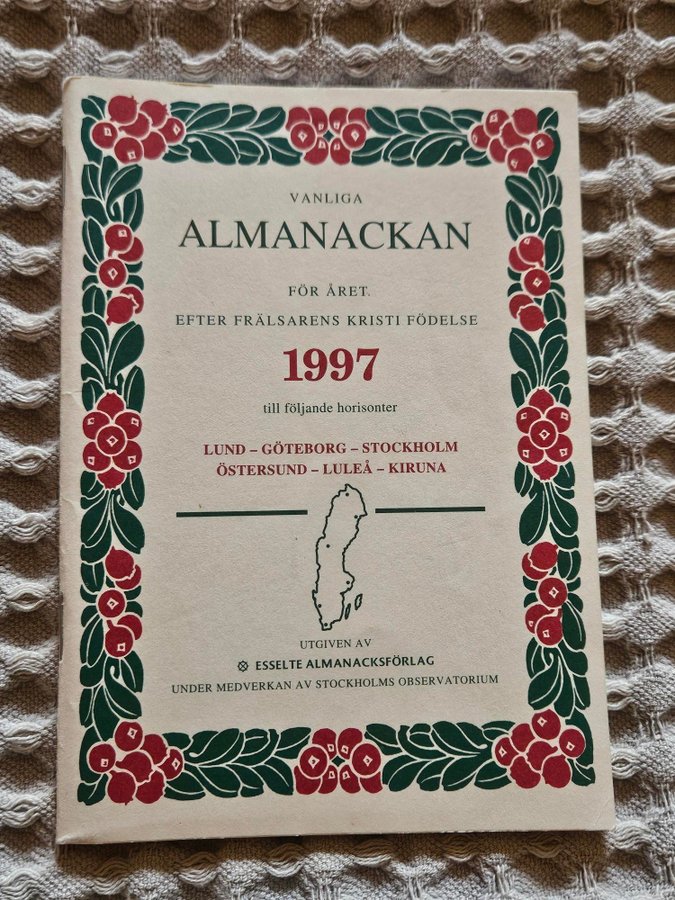 VANLIGA
ALMANACKAN
FÖR ÅRET.
EFTER FRÄLSARENS KRISTI FÖDELSE
1997
till följande horisonter
LUND – GÖTEBORG – STOCKHOLM
ÖSTERSUND – LULEÅ – KIRUNA
UTGIVEN AV
ESSELTE ALMANACKSFÖRLAG
UNDER MEDVERKAN AV STOCKHOLMS OBSERVATORIUM